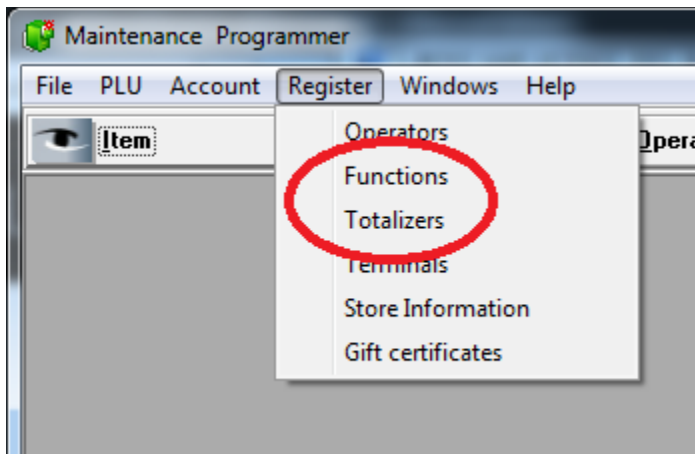 Maintenance Programmer
File PLU Account Register Windows Help
Item
Operators
Functions
Totalizers
Terminals
Store Information
Gift certificates